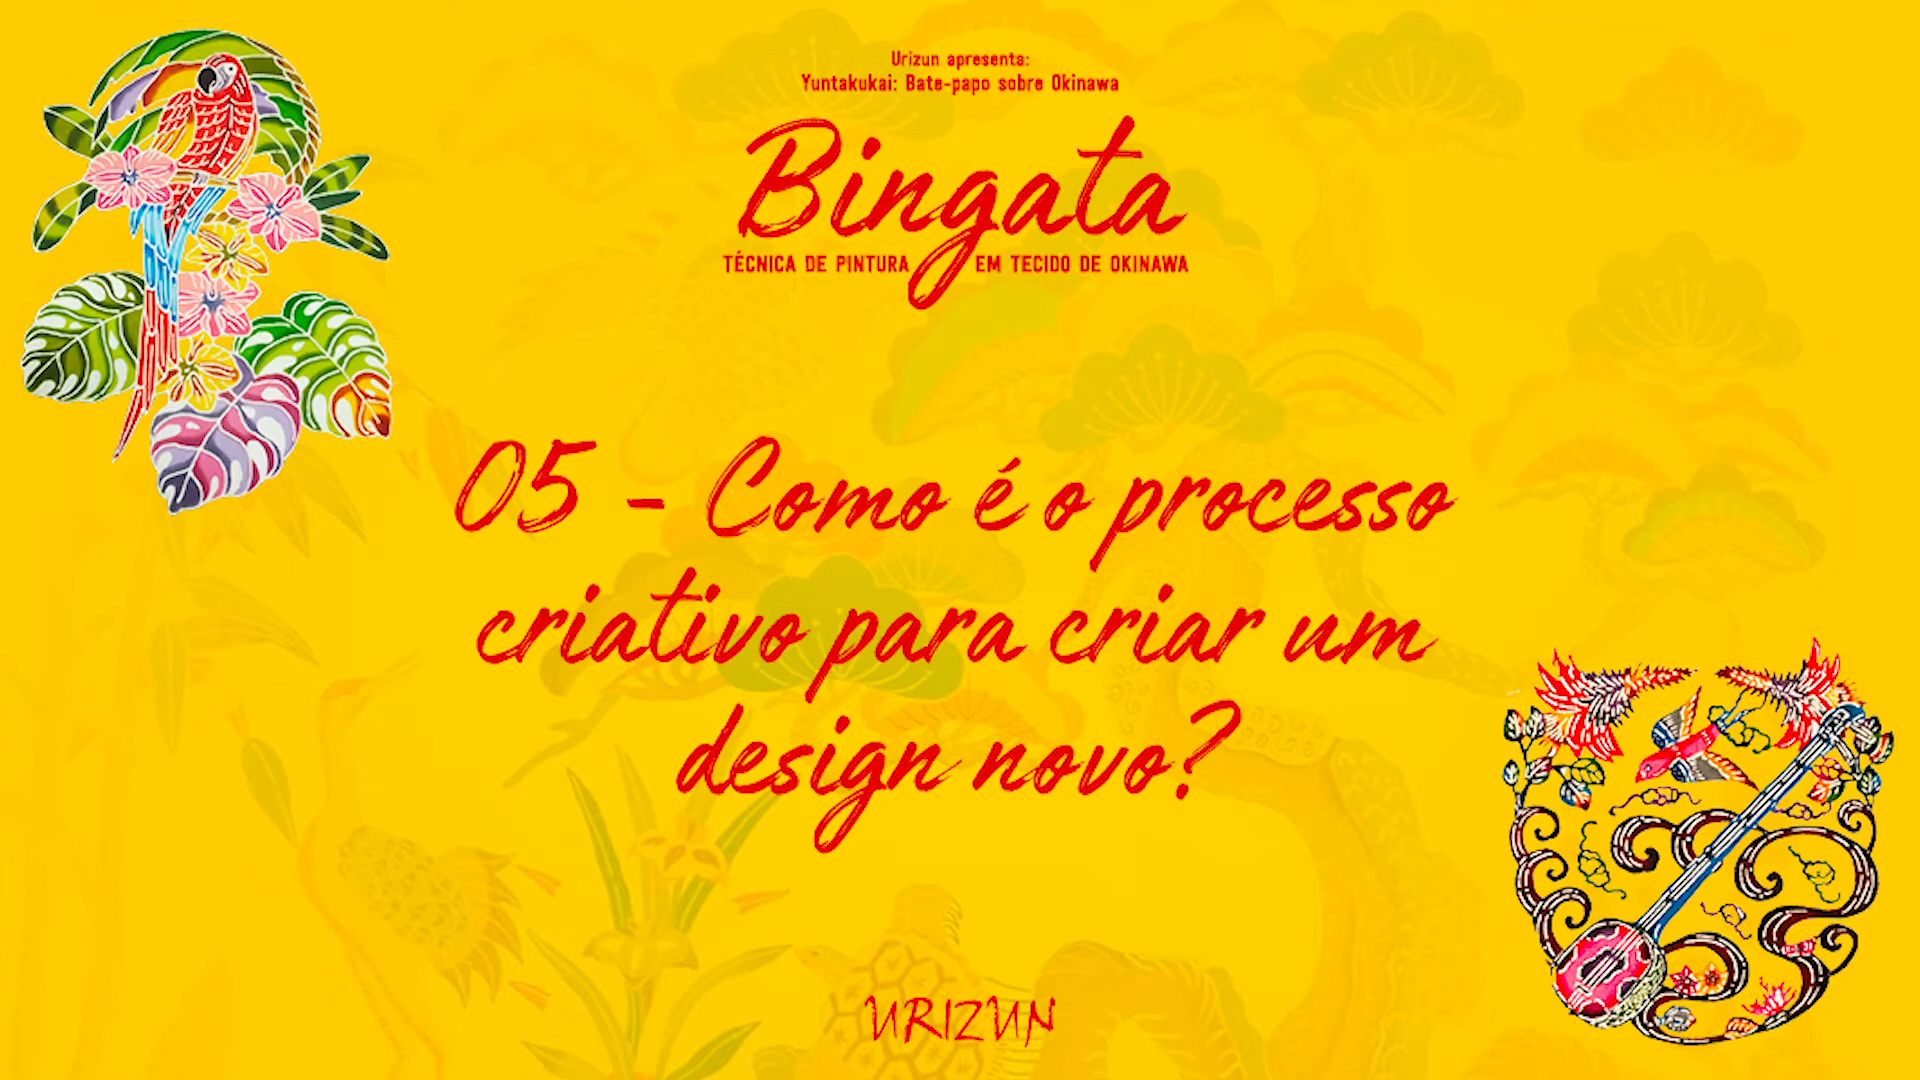 Urizun apresenta:
Yuntakukai: Bate-papo sobre Okinawa
Bingata
TÉCNICA DE PINTURA EM TECIDO DE OKINAWA
05 - Como é o processo
criativo para criar um
design novo?
URIZUN